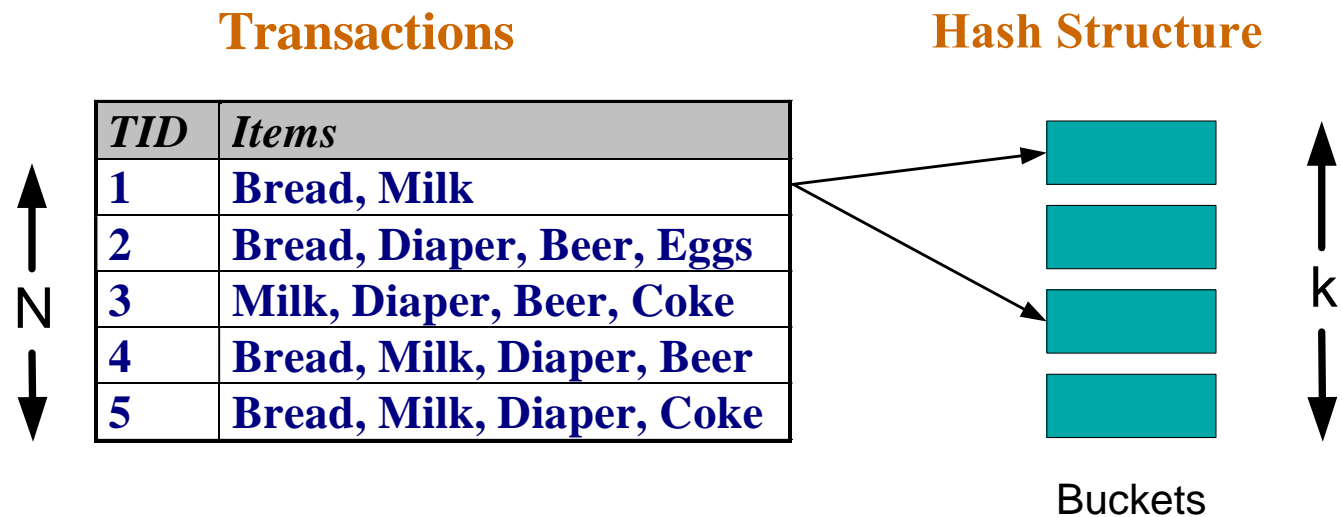 Transactions
Hash Structure
TID Items
1 Bread, Milk
2 Bread, Diaper, Beer, Eggs
3 Milk, Diaper, Beer, Coke
4 Bread, Milk, Diaper, Beer
5 Bread, Milk, Diaper, Coke
N
k
Buckets